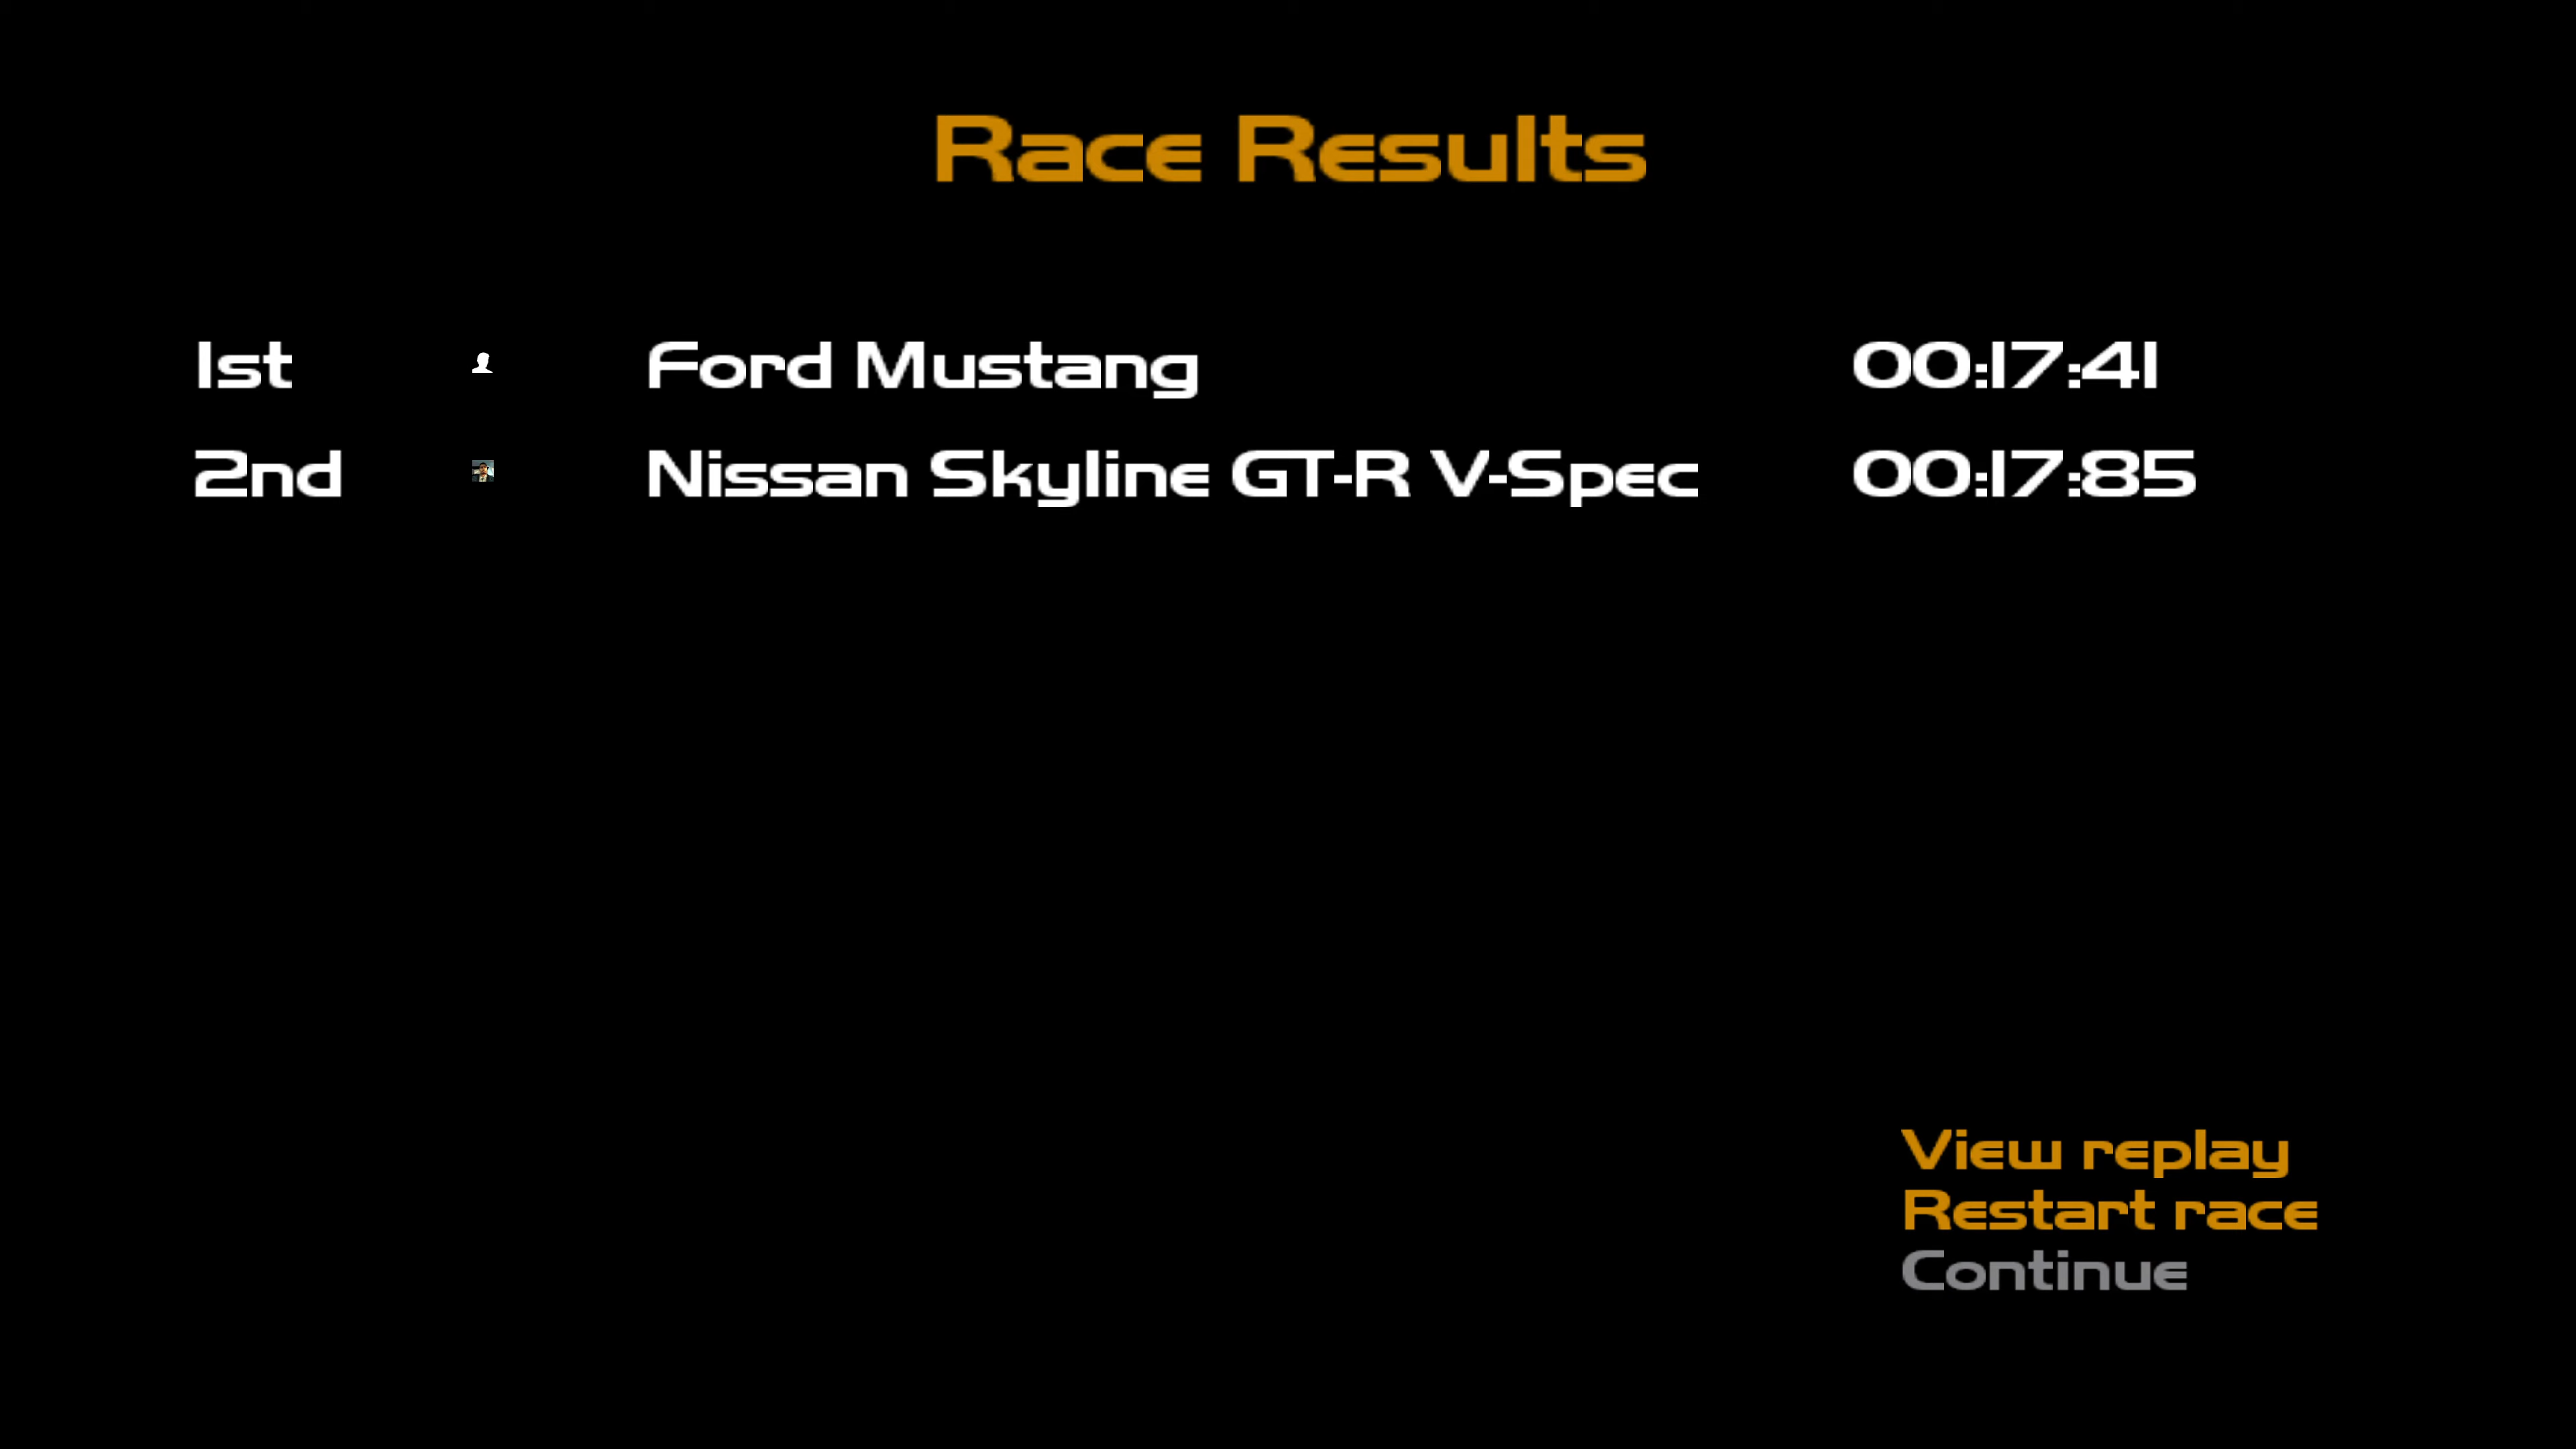 Race Results
1st Ford Mustang 00:17:41
2nd Nissan Skyline GT-R V-Spec 00:17:85
View replay
Restart race
Continue